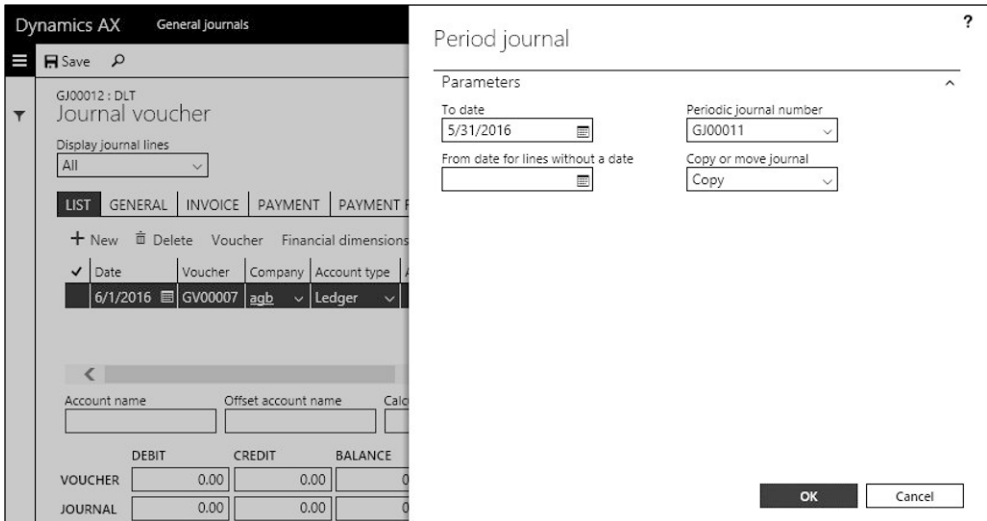 Dynamics AX General journals
Save
GJ00012 : DLT
Journal voucher
Display journal lines
All
LIST GENERAL INVOICE PAYMENT PAYMENT
New Delete Voucher Financial dimensions
Date Voucher Company Account type
6/1/2016 GV00007 agb Ledger
Account name Offset account name Calc
DEBIT CREDIT BALANCE
VOUCHER 0.00 0.00 0
JOURNAL 0.00 0.00 0
?
Period journal
Parameters
To date Periodic journal number
5/31/2016 GJ00011
From date for lines without a date Copy or move journal
Copy
OK Cancel